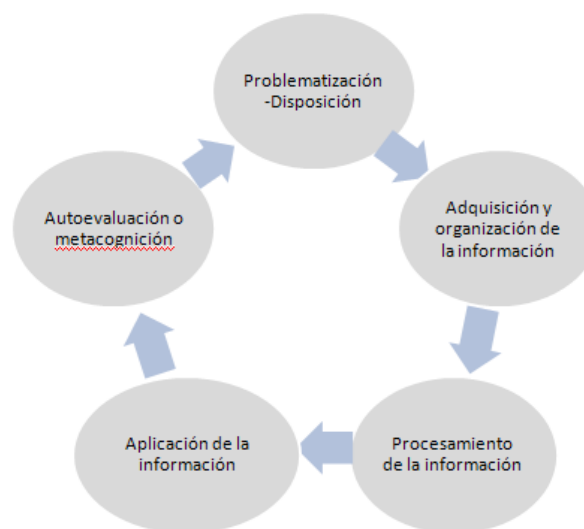 Problematización
-Disposición
Adquisición y
organización de
la información
Procesamiento
de la información
Aplicación de la
información
Autoevaluación o
metacognición